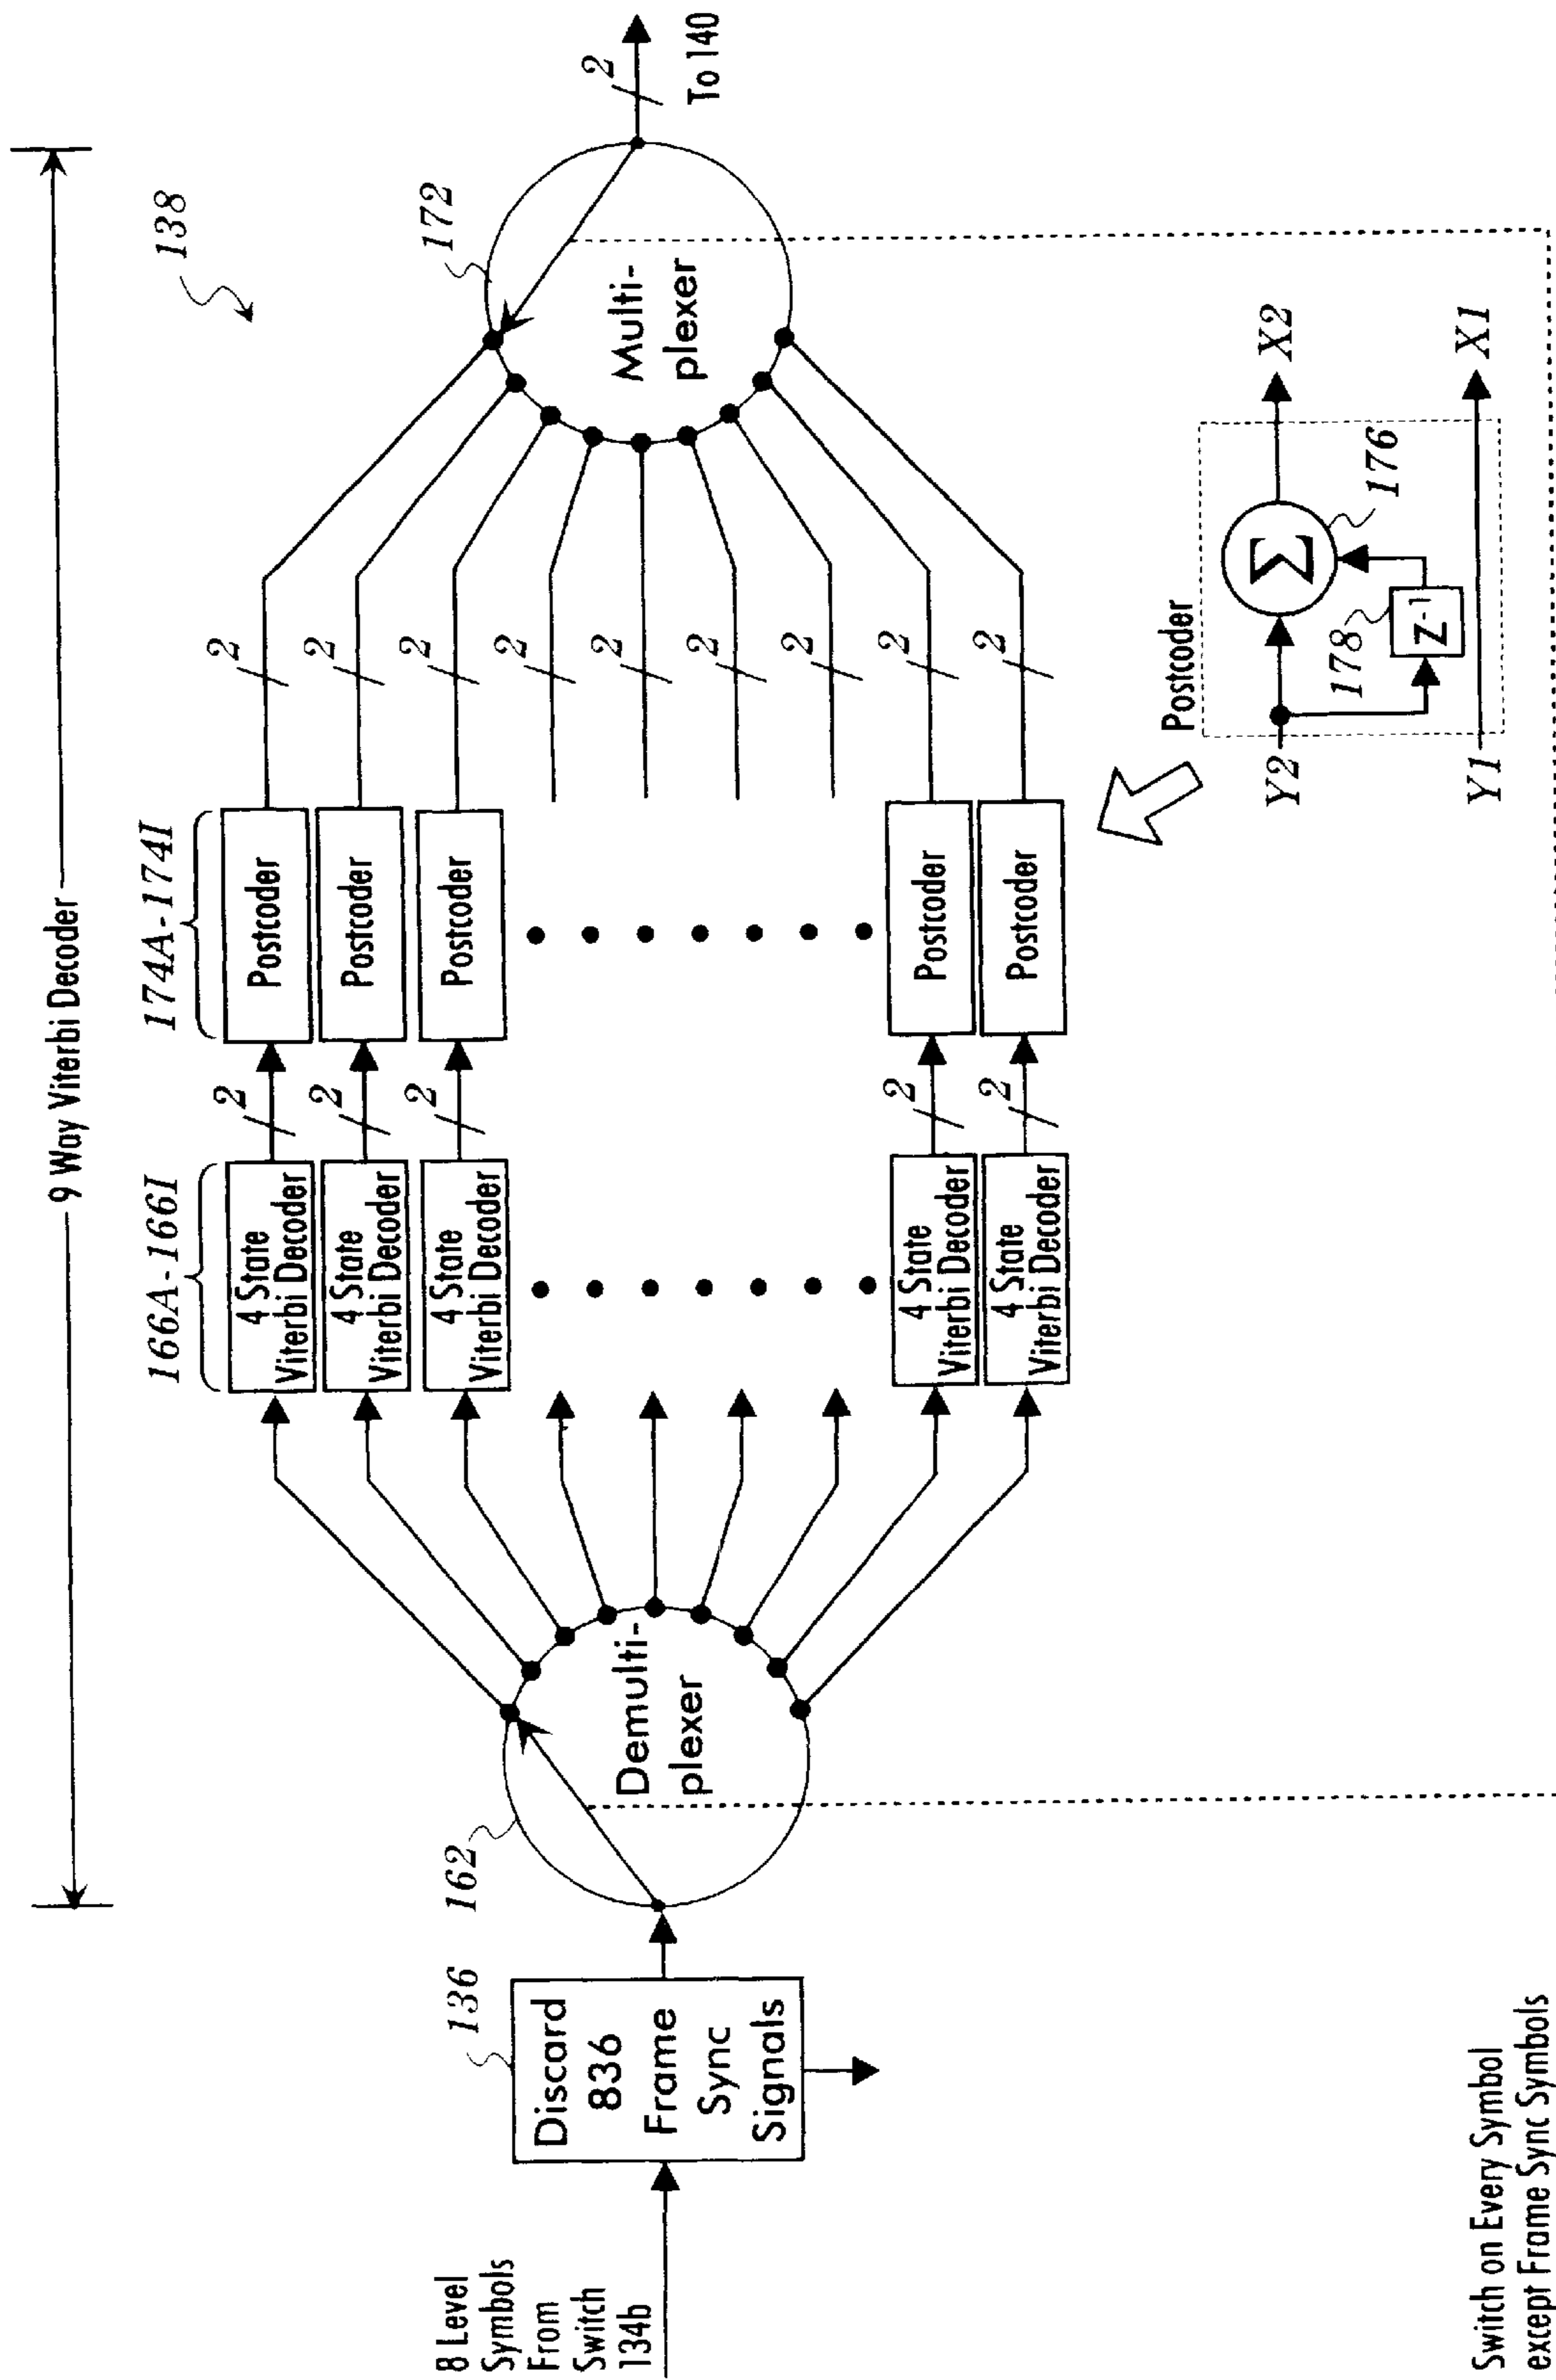 9 Way Viterbi Decoder
138
166A-166I
174A-174I
4 State
Viterbi Decoder
2
Postcoder
2
4 State
Viterbi Decoder
2
Postcoder
2
4 State
Viterbi Decoder
2
Postcoder
2
2
2
2
2
4 State
Viterbi Decoder
2
Postcoder
2
4 State
Viterbi Decoder
2
Postcoder
2
8 Level
Symbols
From
Switch
134b
136
Discard
836
Frame
Sync
Signals
162
Demulti-
plexer
172
Multi-
plexer
2
To 140
Postcoder
Y2
Σ
X2
176
178
Z-1
Y1
X1
Switch on Every Symbol
except Frame Sync Symbols